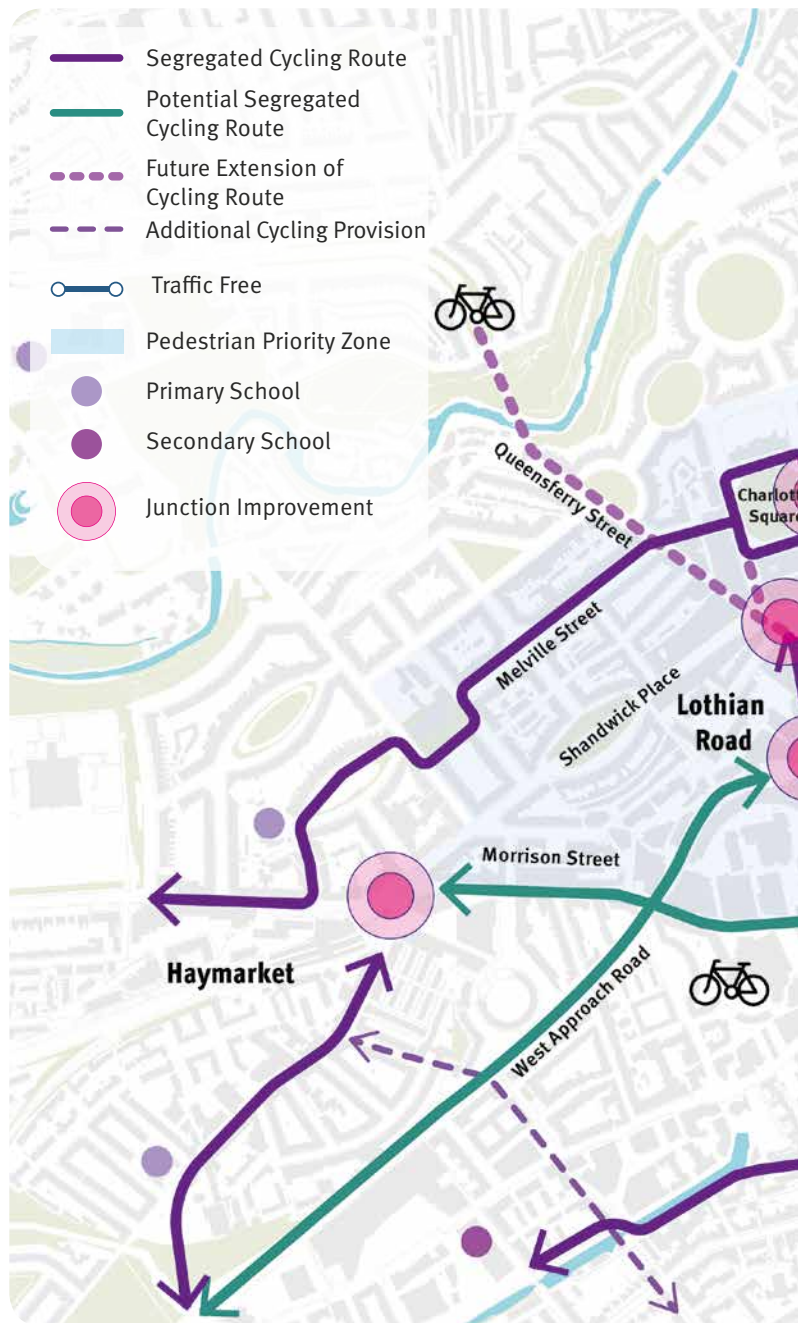 Segregated Cycling Route
Potential Segregated
Cycling Route
Future Extension of
Cycling Route
Additional Cycling Provision
Traffic Free
Pedestrian Priority Zone
Primary School
Secondary School
Junction Improvement
Queensferry Street
Square
Melville Street
Shandwick Place
Lothian
Road
Morrison Street
Haymarket
West Approach Road